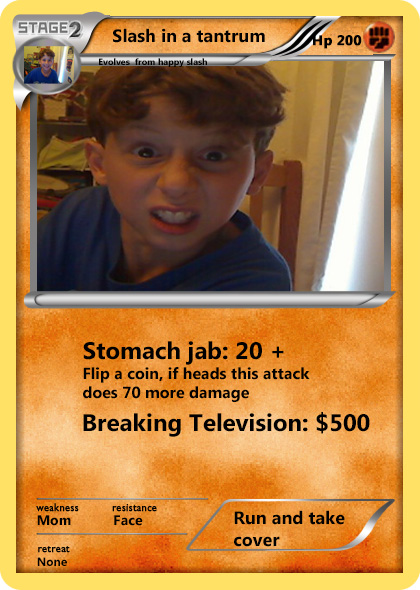 STAGE2
Slash in a tantrum
Hp 200
Evolves from happy slash
Stomach jab: 20 +
Flip a coin, if heads this attack
does 70 more damage
Breaking Television: $500
weakness
resistance
Mom
Face
Run and take
cover
retreat
None